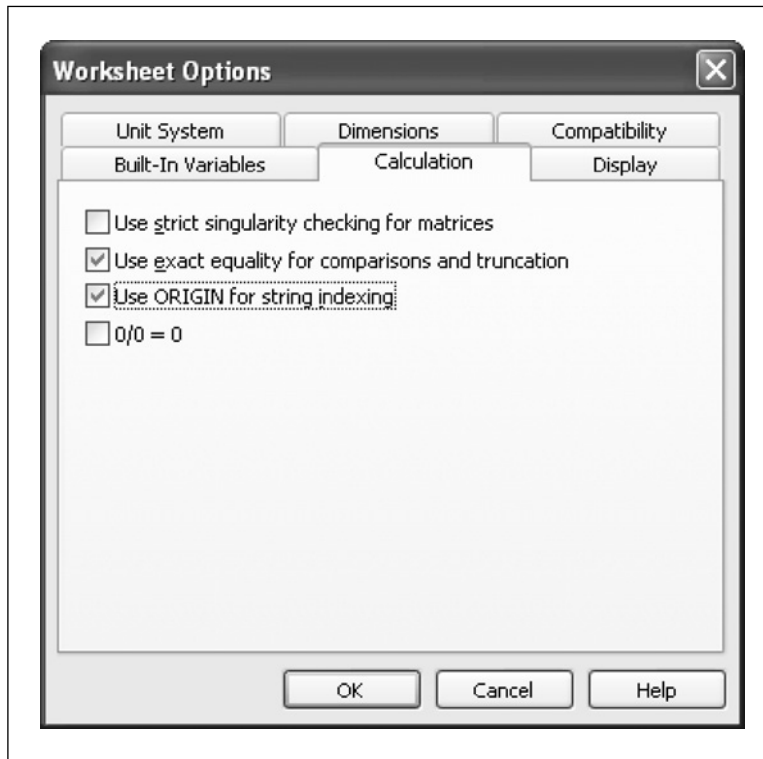 Worksheet Options
Unit System
Dimensions
Compatibility
Built-In Variables
Calculation
Display
Use strict singularity checking for matrices
Use exact equality for comparisons and truncation
Use ORIGIN for string indexing
0/0 = 0
OK
Cancel
Help